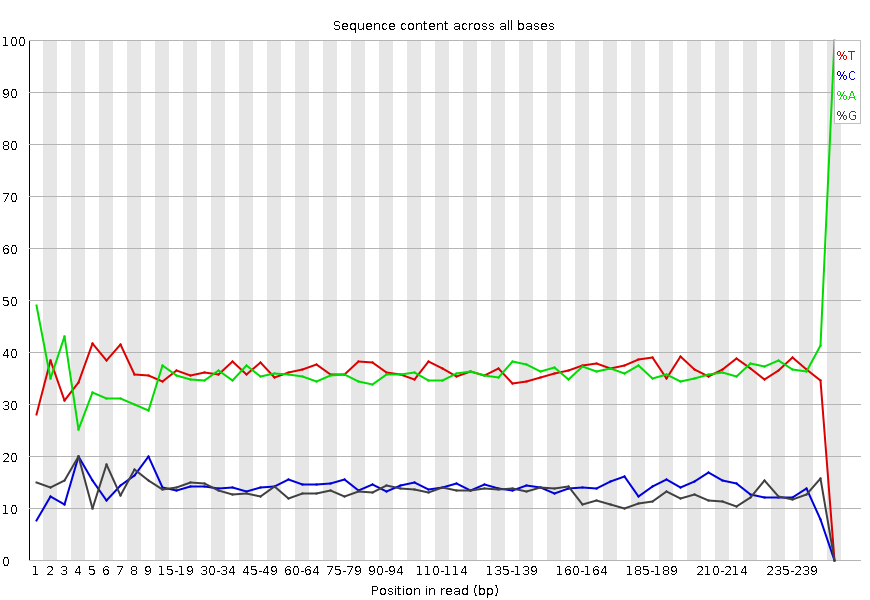 Sequence content across all bases
100
90
80
70
60
50
40
30
20
10
0
%T
%C
%A
%G
1 2 3 4 5 6 7 8 9 15-19 30-34 45-49 60-64 75-79 90-94 110-114 135-139 160-164 185-189 210-214 235-239
Position in read (bp)